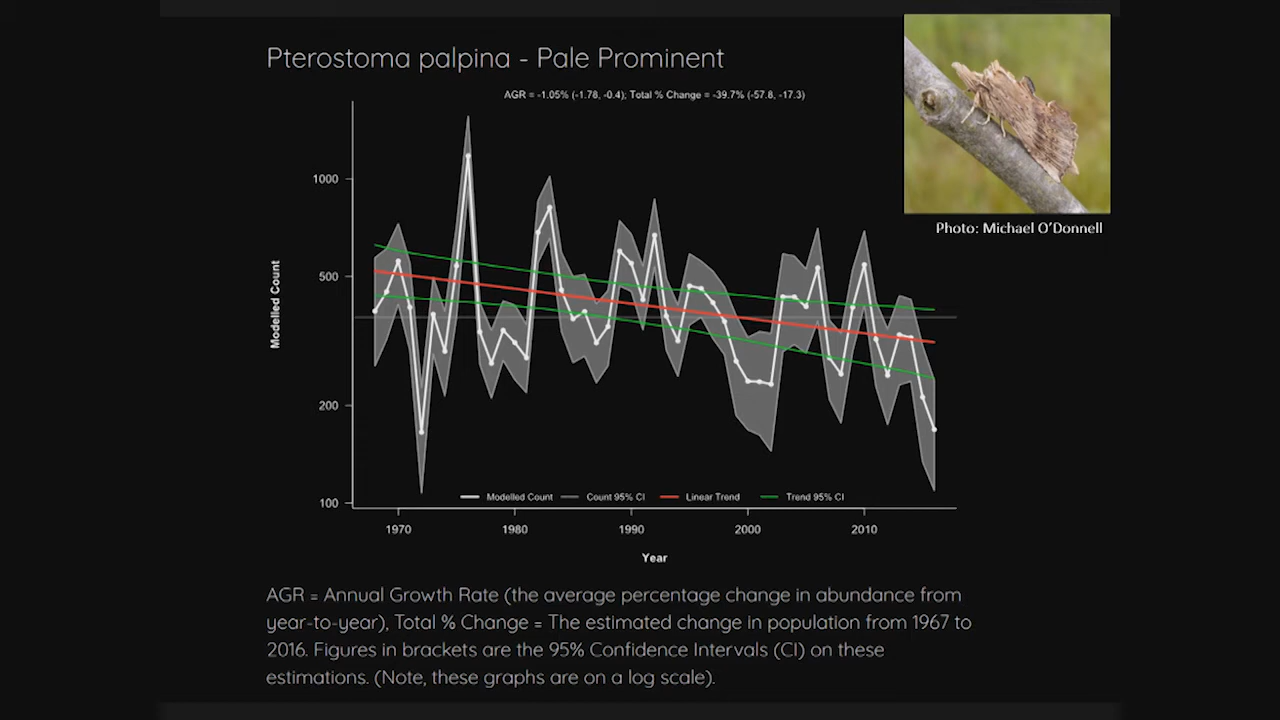 Pterostoma palpina - Pale Prominent
AGR = -1.05% (-1.78, -0.4); Total % Change = -39.7% (-57.8, -17.3)
Photo: Michael O'Donnell
1000
500
200
100
Modelled Count
Modelled Count Count 95% CI Linear Trend Trend 95% CI
1970 1980 1990 2000 2010
Year
AGR = Annual Growth Rate (the average percentage change in abundance from
year-to-year), Total % Change = The estimated change in population from 1967 to
2016. Figures in brackets are the 95% Confidence Intervals (CI) on these
estimations. (Note, these graphs are on a log scale).